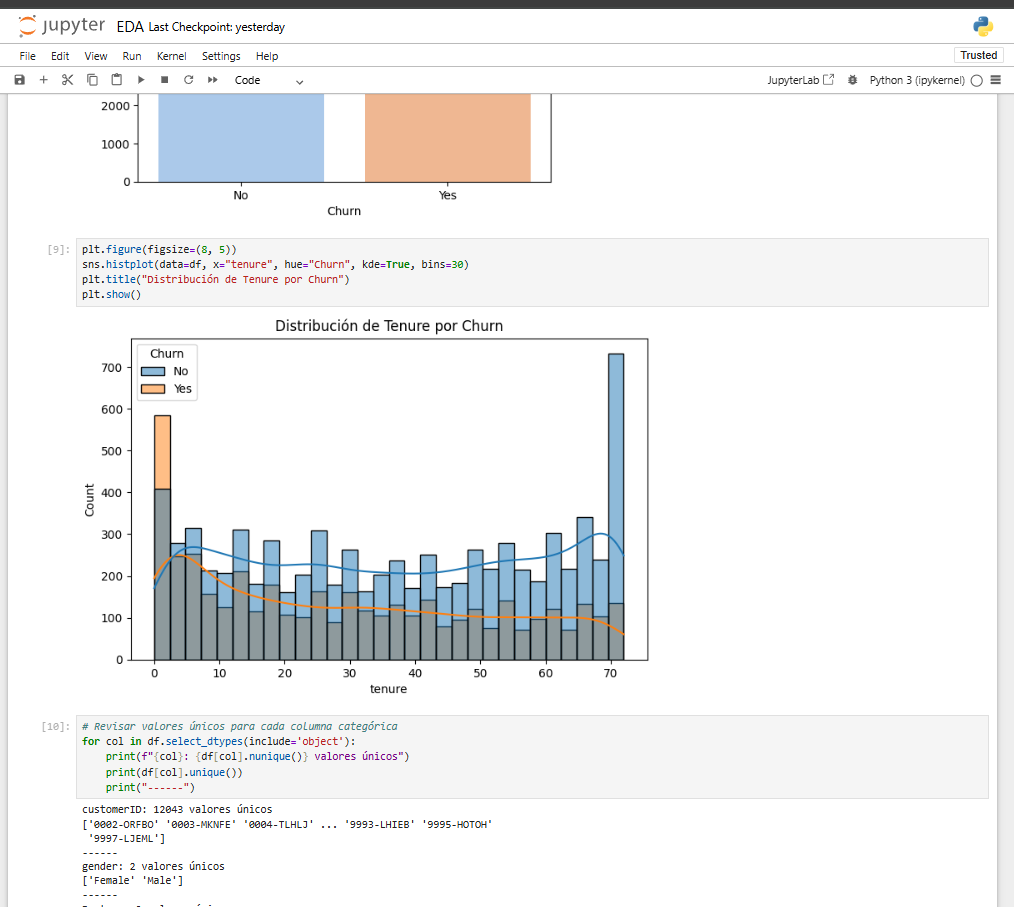 jupyter EDA Last Checkpoint: yesterday
File Edit View Run Kernel Settings Help
Trusted
Code
JupyterLab
Python 3 (ipykernel)
2000
1000
0
No Yes
Churn
[9]:
plt.figure(figsize=(8, 5))
sns.histplot(data=df, x="tenure", hue="Churn", kde=True, bins=30)
plt.title("Distribución de Tenure por Churn")
plt.show()
Distribución de Tenure por Churn
Churn
No
Yes
700
600
500
400
300
200
100
0
Count
0 10 20 30 40 50 60 70
tenure
[10]:
# Revisar valores únicos para cada columna categórica
for col in df.select_dtypes(include='object'):
    print(f"{col}: {df[col].nunique()} valores únicos")
    print(df[col].unique())
    print("------")
customerID: 12043 valores únicos
['0002-ORFBO' '0003-MKNFE' '0004-TLHLJ' ... '9993-LHIEB' '9995-HOTOH'
 '9997-LJEML']
------
gender: 2 valores únicos
['Female' 'Male']
------